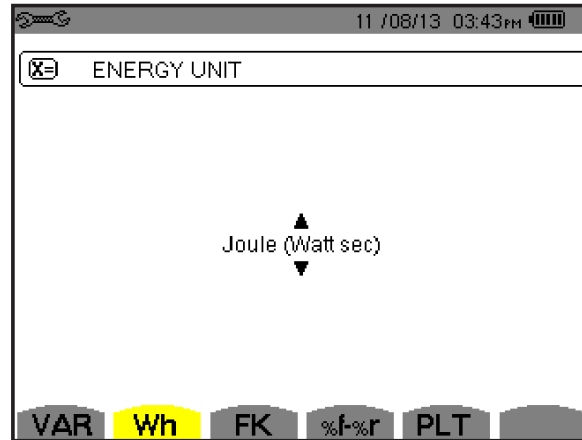 11 /08/13 03:43PM
X= ENERGY UNIT
Joule (Watt sec)
VAR Wh FK %f-%r PLT